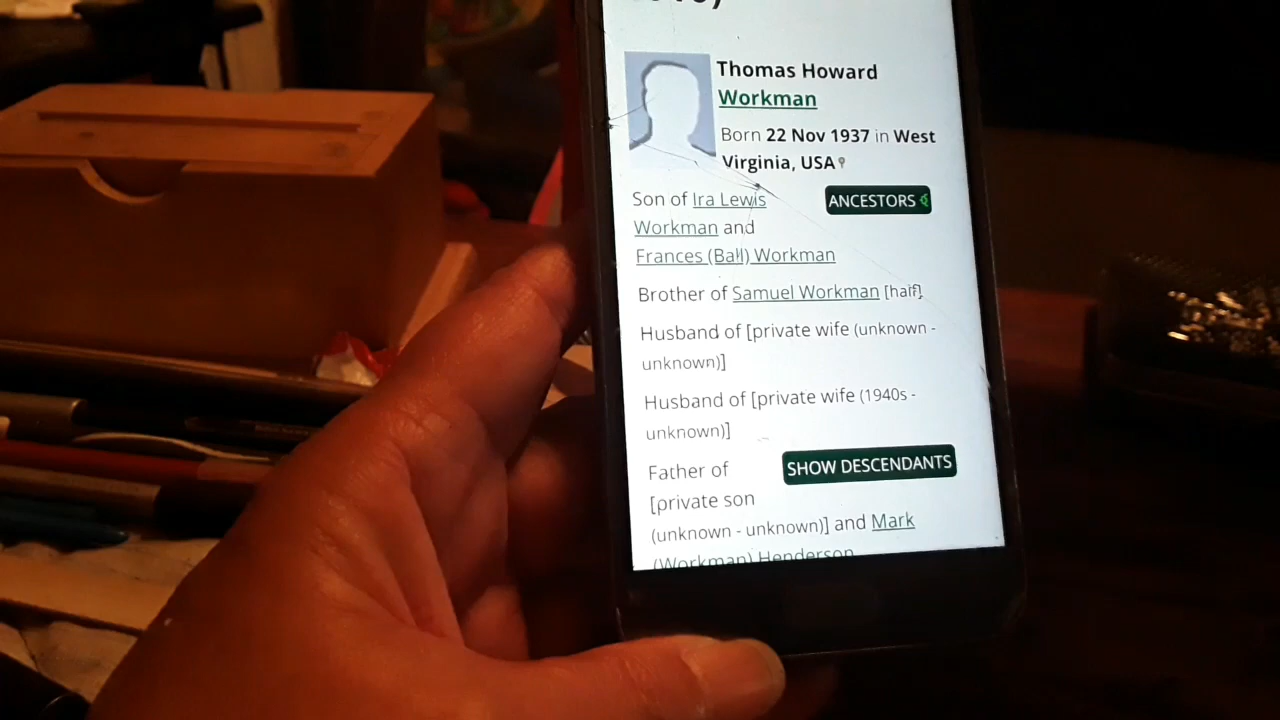 Thomas Howard
Workman
Born 22 Nov 1937 in West
Virginia, USA
Son of Ira Lewis
ANCESTORS
Workman and
Frances (Ball) Workman
Brother of Samuel Workman [half]
Husband of [private wife (unknown -
unknown)]
Husband of [private wife (1940s -
unknown)]
Father of
SHOW DESCENDANTS
[private son
(unknown - unknown)] and Mark
(Workman) Henderson